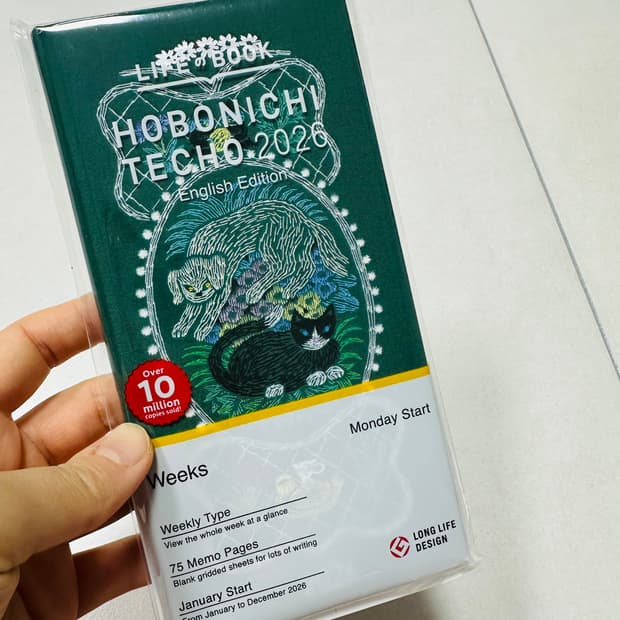 LIFE の BOOK
HOBONICHI
TECHO 2026
English Edition
Over
10
million
copies sold!
Monday Start
Weeks
Weekly Type
View the whole week at a glance
75 Memo Pages
Blank gridded sheets for lots of writing
January Start
From January to December 2026
LONG LIFE
DESIGN